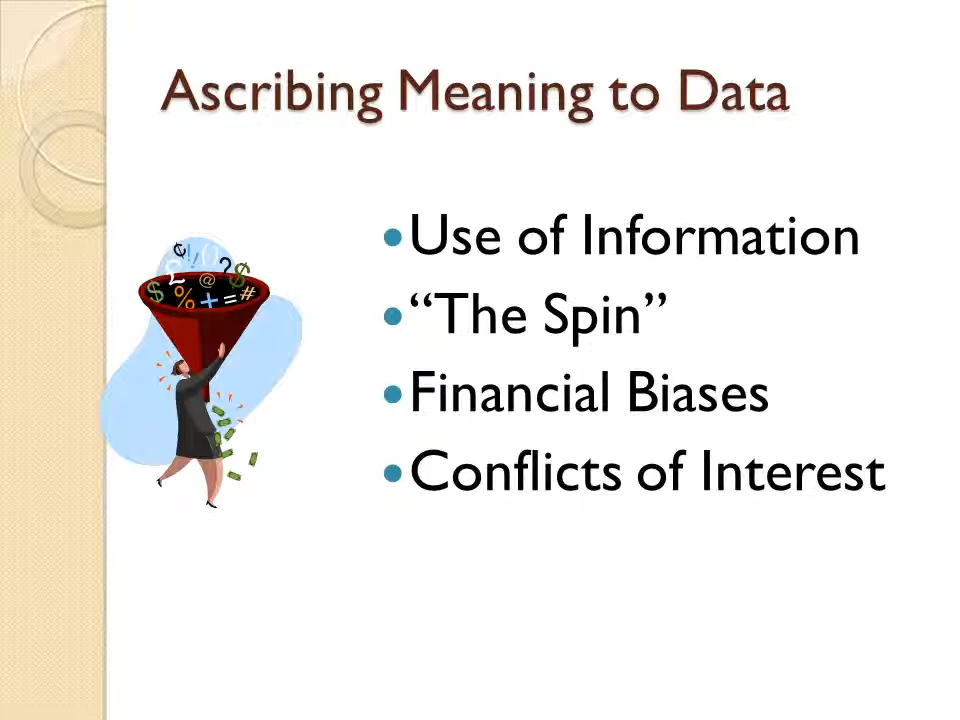 Ascribing Meaning to Data
¢ ! / ( )
£ ? $
$ % @ + = #
•Use of Information
•“The Spin”
•Financial Biases
•Conflicts of Interest